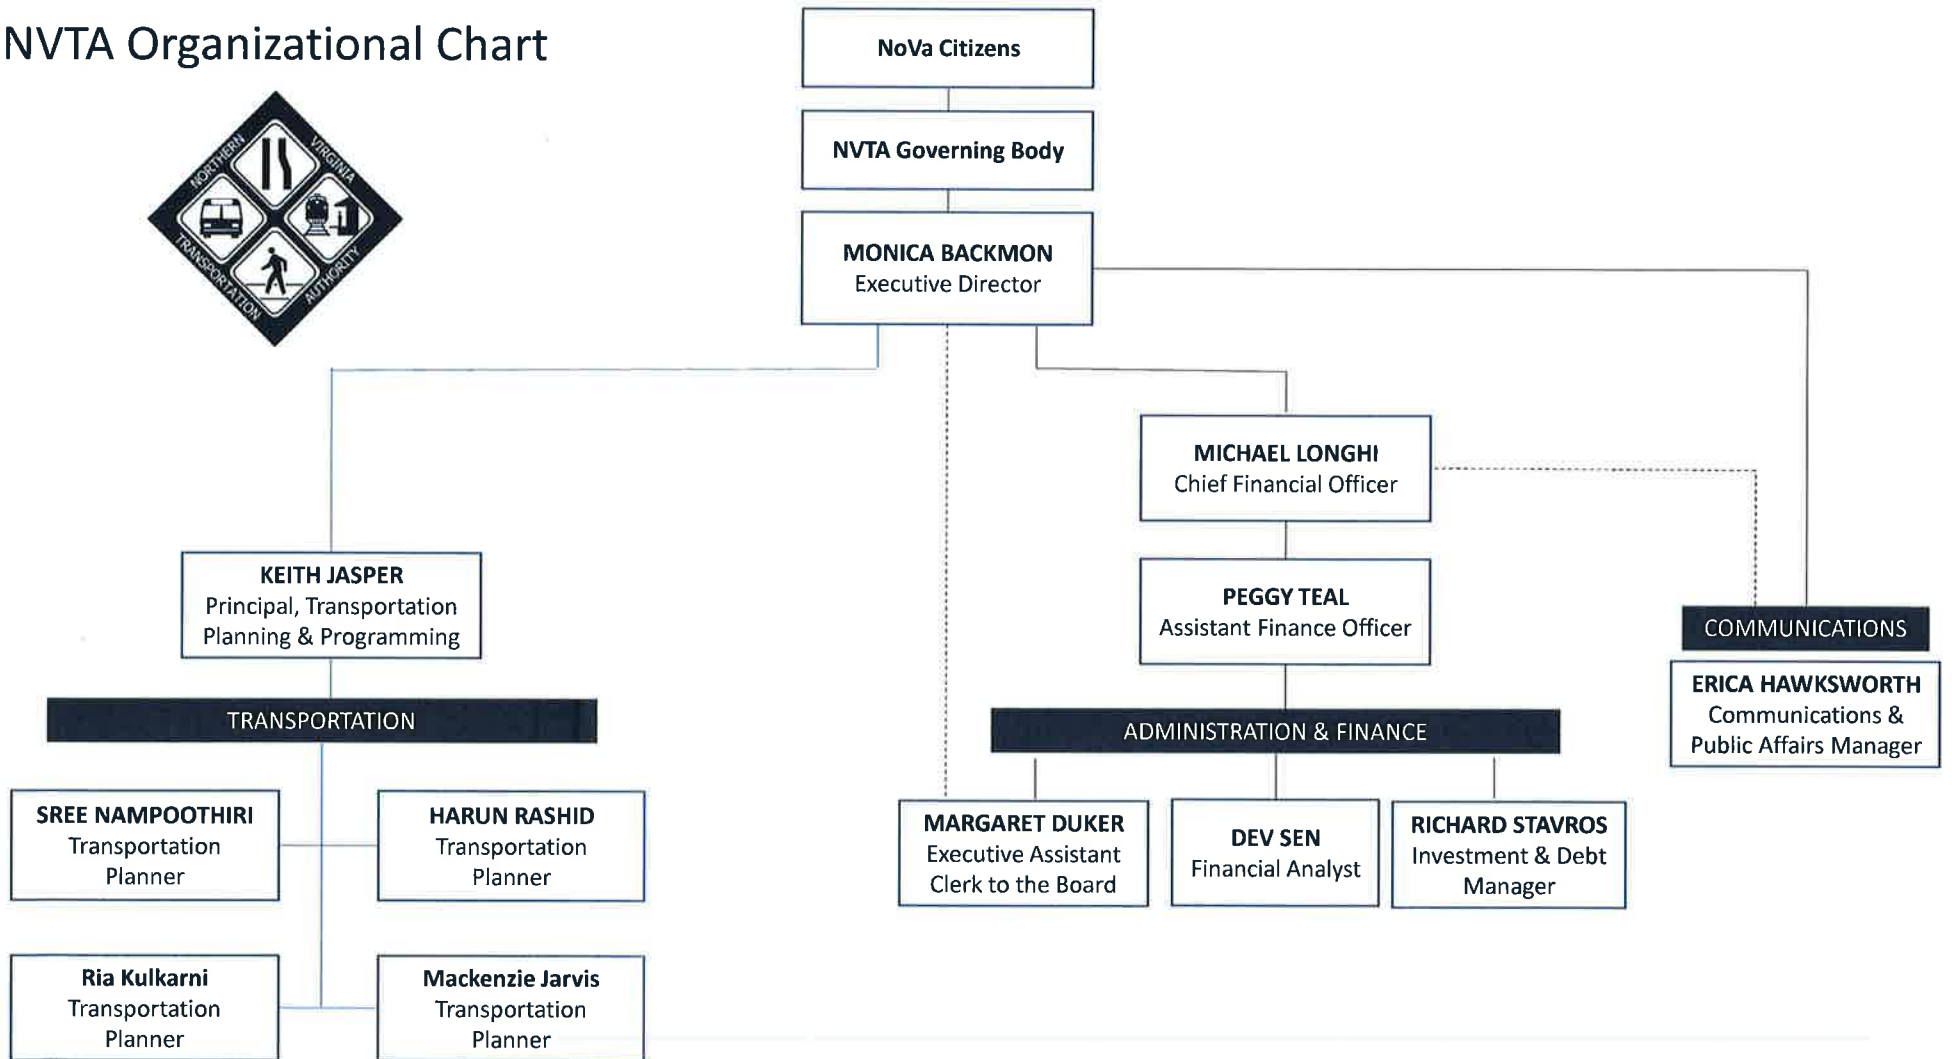 NVTA Organizational Chart
NORTHERN
VIRGINIA
TRANSPORTATION
AUTHORITY
NoVa Citizens
NVTA Governing Body
MONICA BACKMON
Executive Director
MICHAEL LONGHI
Chief Financial Officer
KEITH JASPER
Principal, Transportation
Planning & Programming
PEGGY TEAL
Assistant Finance Officer
COMMUNICATIONS
ERICA HAWKSWORTH
Communications &
Public Affairs Manager
TRANSPORTATION
SREE NAMPOOTHIRI
Transportation
Planner
HARUN RASHID
Transportation
Planner
Ria Kulkarni
Transportation
Planner
Mackenzie Jarvis
Transportation
Planner
ADMINISTRATION & FINANCE
MARGARET DUKER
Executive Assistant
Clerk to the Board
DEV SEN
Financial Analyst
RICHARD STAVROS
Investment & Debt
Manager